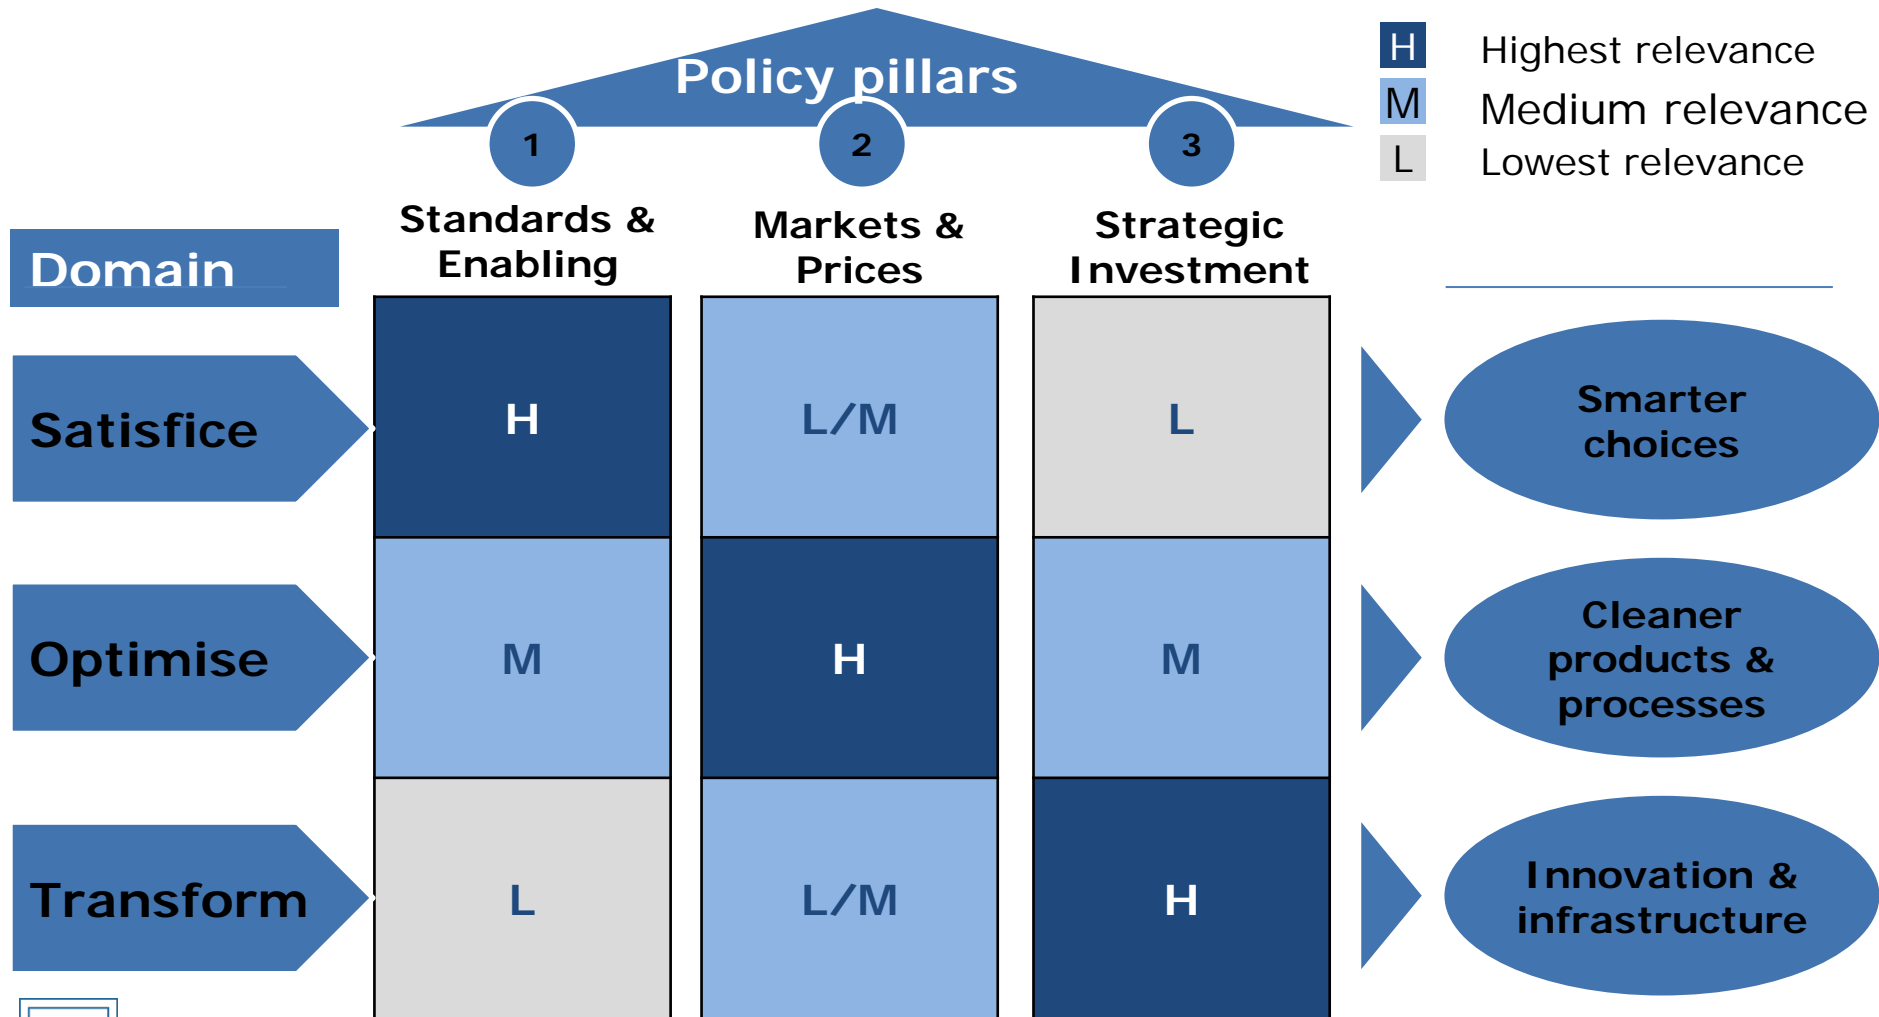 Policy pillars
H Highest relevance
M Medium relevance
L Lowest relevance
1 2 3
Standards &
Enabling
Markets &
Prices
Strategic
Investment
Domain
Satisfice
H L/M L
Smarter
choices
Optimise
M H M
Cleaner
products &
processes
Transform
L L/M H
Innovation &
infrastructure